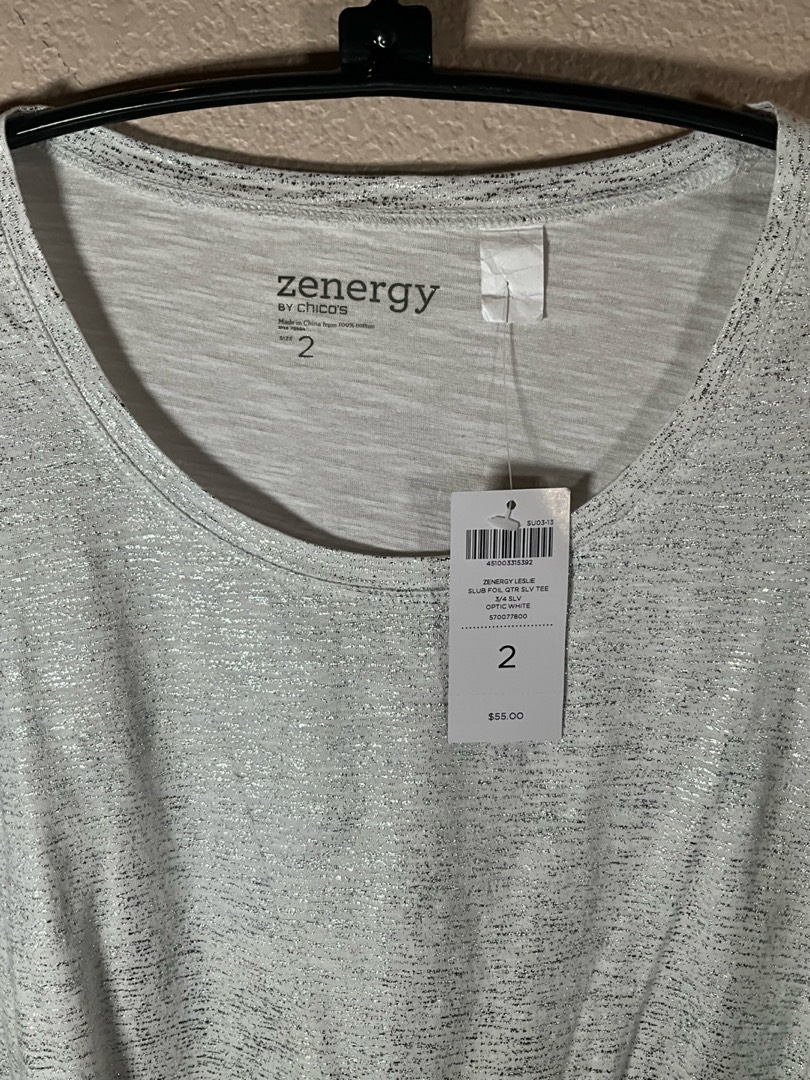 zenergy
BY CHICO'S
Made in China from 100% cotton
SIZE 2
SU03-13
451003315392
ZENERGY LESLIE
SLUB FOIL QTR SLV TEE
3/4 SLV
OPTIC WHITE
570077800
2
$55.00